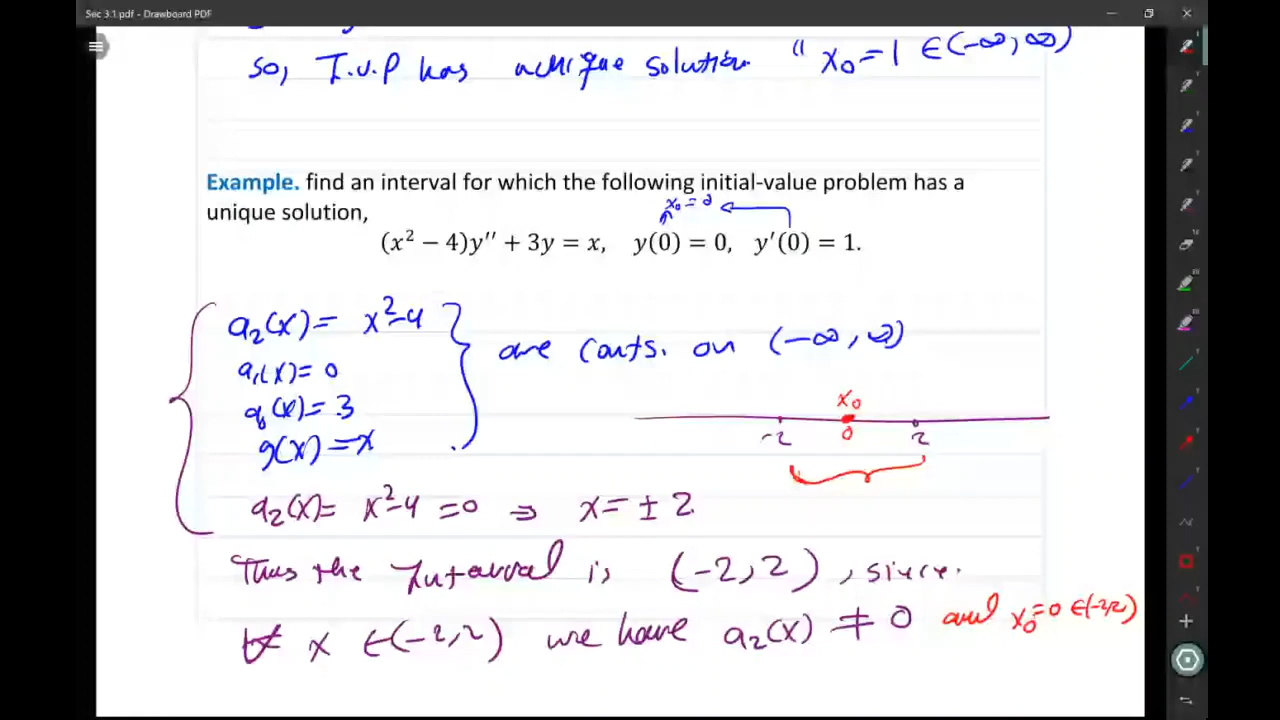 Sec 3.1.pdf - Drawboard PDF
so, I.V.P has unique solution. " x₀ = 1 ∈ (-∞, ∞)
Example. find an interval for which the following initial-value problem has a
unique solution,
x₀ = 0
(x² − 4)y″ + 3y = x, y(0) = 0, y′(0) = 1.
a₂(x) = x²-4
a₁(x) = 0
a₀(x) = 3
g(x) = x
are conts. on (-∞, ∞)
x₀
-2 0 2
a₂(x) = x²-4 = 0 ⇒ x = ± 2
Thus the Interval is (-2, 2), since.
∀ x ∈ (-2, 2) we have a₂(x) ≠ 0 and x₀ = 0 ∈ (-2, 2)